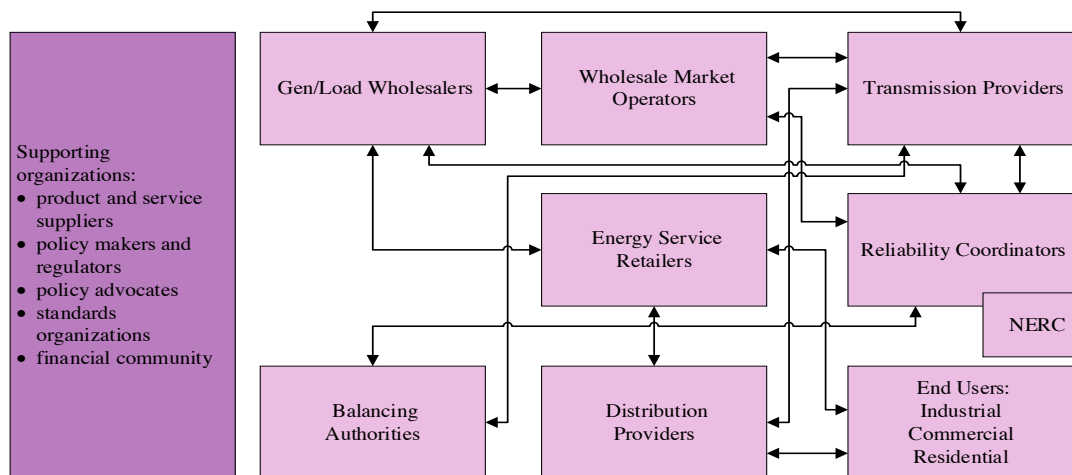 Supporting
organizations:
• product and service
suppliers
• policy makers and
regulators
• policy advocates
• standards
organizations
• financial community
Gen/Load Wholesalers
Wholesale Market
Operators
Transmission Providers
Energy Service
Retailers
Reliability Coordinators
NERC
Balancing
Authorities
Distribution
Providers
End Users:
Industrial
Commercial
Residential